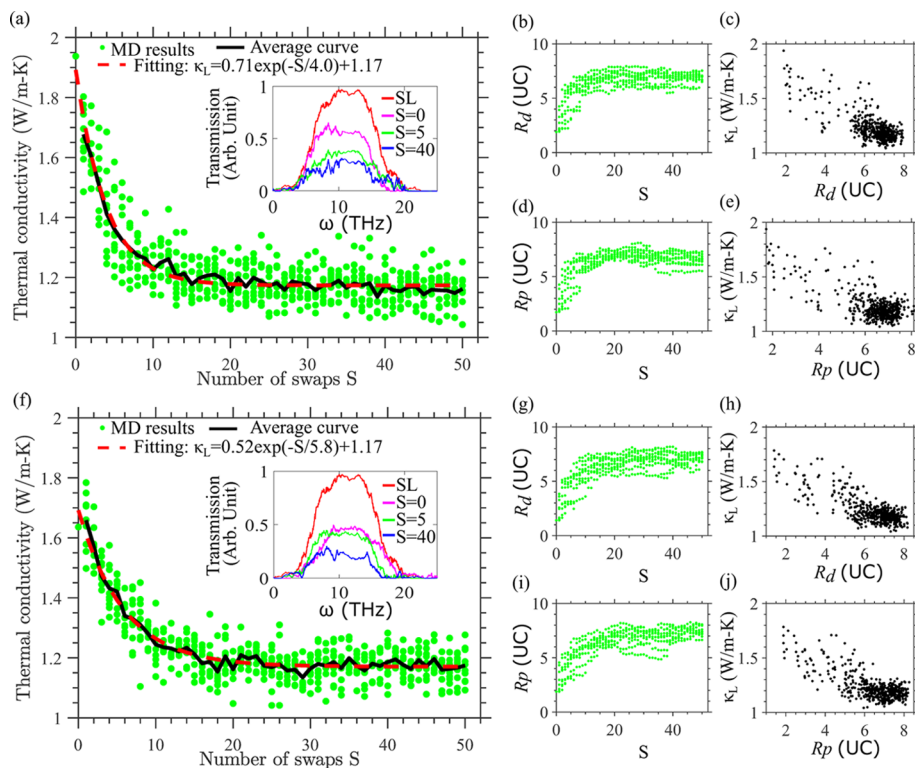 (a)
2
1.8
1.6
1.4
1.2
1
Thermal conductivity (W/m-K)
MD results Average curve
Fitting: κL=0.71exp(-S/4.0)+1.17
Transmission
(Arb. Unit)
1
0.5
0
SL
S=0
S=5
S=40
0 10 20
ω (THz)
0 10 20 30 40 50
Number of swaps S
(b)
Rd (UC)
10
5
0
0 20 40
S
(c)
κL (W/m-K)
2
1.5
1
2 4 6 8
Rd (UC)
(d)
Rp (UC)
10
5
0
0 20 40
S
(e)
κL (W/m-K)
2
1.5
1
2 4 6 8
Rp (UC)
(f)
2
1.8
1.6
1.4
1.2
1
Thermal conductivity (W/m-K)
MD results Average curve
Fitting: κL=0.52exp(-S/5.8)+1.17
Transmission
(Arb. Unit)
1
0.5
0
SL
S=0
S=5
S=40
0 10 20
ω (THz)
0 10 20 30 40 50
Number of swaps S
(g)
Rd (UC)
10
5
0
0 20 40
S
(h)
κL (W/m-K)
2
1.5
1
2 4 6 8
Rd (UC)
(i)
Rp (UC)
10
5
0
0 20 40
S
(j)
κL (W/m-K)
2
1.5
1
2 4 6 8
Rp (UC)